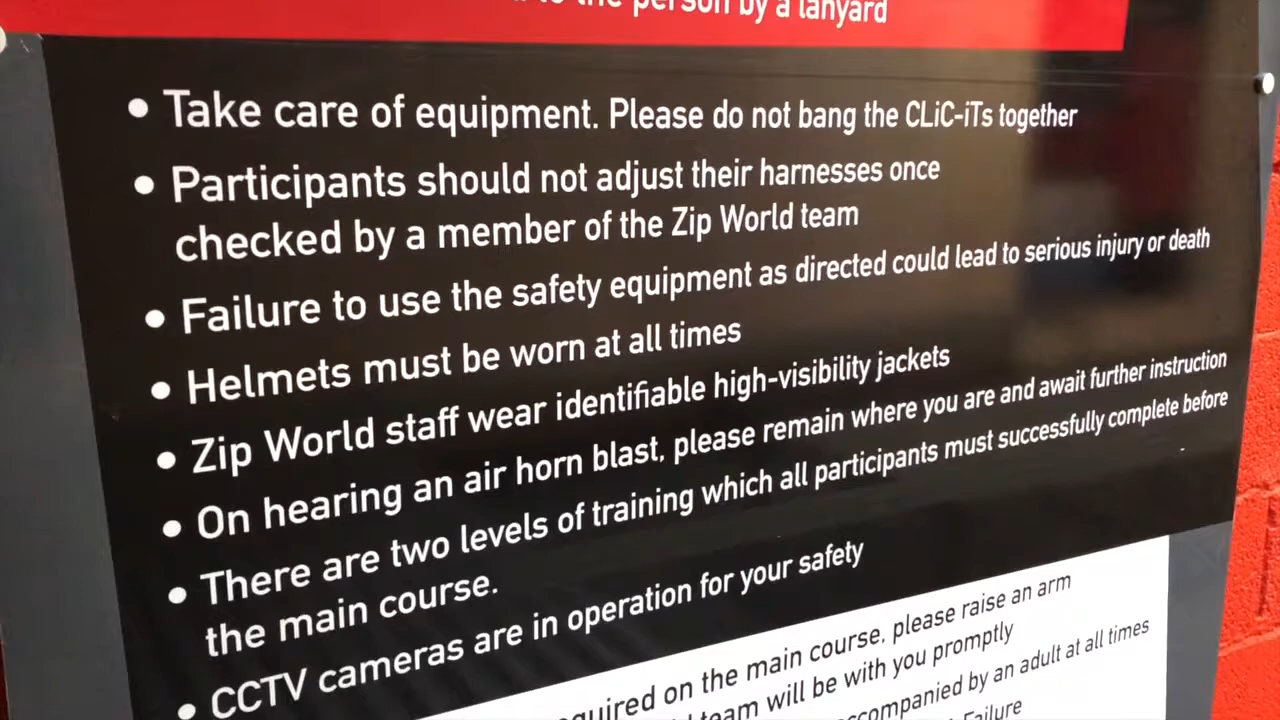 to the person by a lanyard
• Take care of equipment. Please do not bang the CLiC-iTs together
• Participants should not adjust their harnesses once
checked by a member of the Zip World team
• Failure to use the safety equipment as directed could lead to serious injury or death
• Helmets must be worn at all times
• Zip World staff wear identifiable high-visibility jackets
• On hearing an air horn blast, please remain where you are and await further instruction
• There are two levels of training which all participants must successfully complete before
the main course.
• CCTV cameras are in operation for your safety
on the main course, please raise an arm
team will be with you promptly
by an adult at all times
Failure